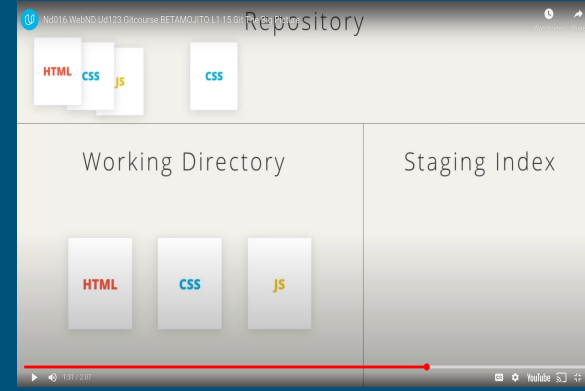 Nd016 WebND Ud123 Gitcourse BETAMOJITO L1 15 Git The Big Picture
Repository
HTML
CSS
JS
CSS
Working Directory
Staging Index
HTML
CSS
JS
1:31 / 2:07
CC
YouTube